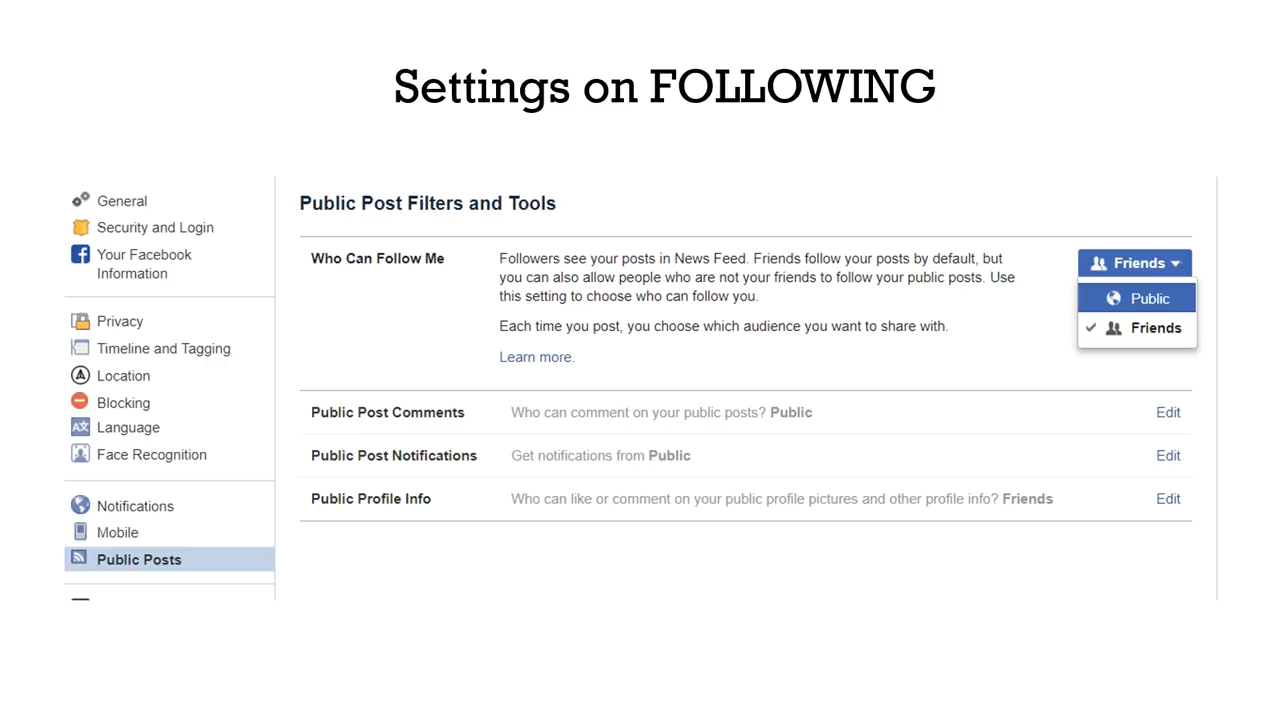 Settings on FOLLOWING
General
Security and Login
Your Facebook
Information
Privacy
Timeline and Tagging
Location
Blocking
Language
Face Recognition
Notifications
Mobile
Public Posts
Public Post Filters and Tools
Who Can Follow Me
Followers see your posts in News Feed. Friends follow your posts by default, but
you can also allow people who are not your friends to follow your public posts. Use
this setting to choose who can follow you.
Each time you post, you choose which audience you want to share with.
Learn more.
Friends
Public
Friends
Public Post Comments Who can comment on your public posts? Public Edit
Public Post Notifications Get notifications from Public Edit
Public Profile Info Who can like or comment on your public profile pictures and other profile info? Friends Edit